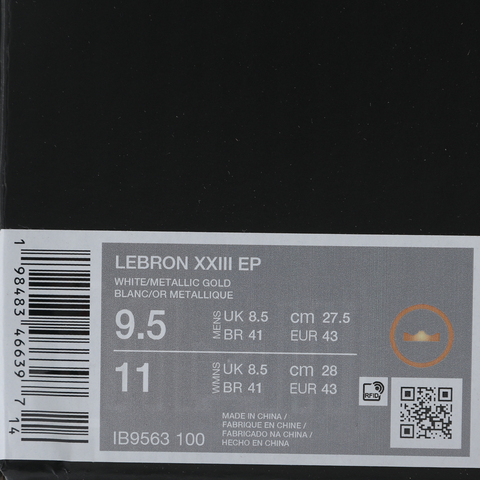 1 98483 46639 7 14
LEBRON XXIII EP
WHITE/METALLIC GOLD
BLANC/OR METALLIQUE
9.5 MENS UK 8.5 cm 27.5
BR 41 EUR 43
11 WMNS UK 8.5 cm 28
BR 41 EUR 43
RFID
IB9563 100
MADE IN CHINA /
FABRIQUE EN CHINE /
FABRICADO NA CHINA /
HECHO EN CHINA